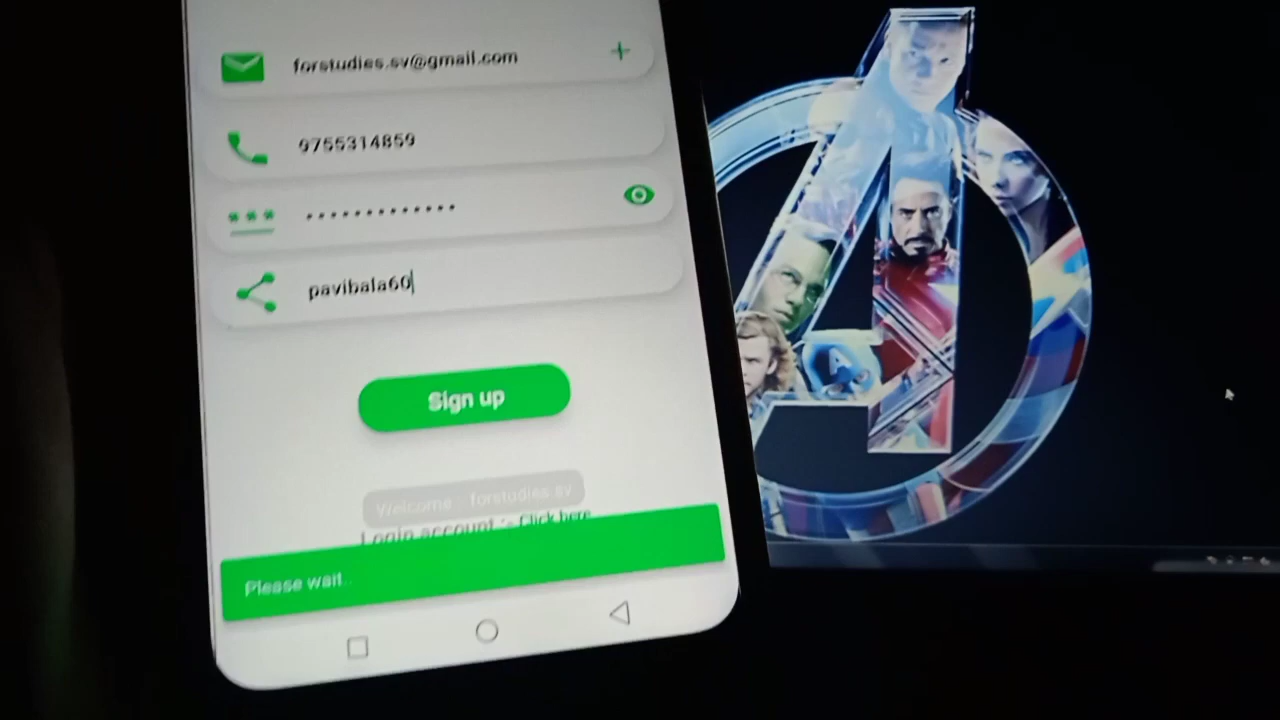 forstudies.sv@gmail.com
9755314859
pavibala60
Sign up
Welcome forstudies.sv
Login account - Click here
Please wait..